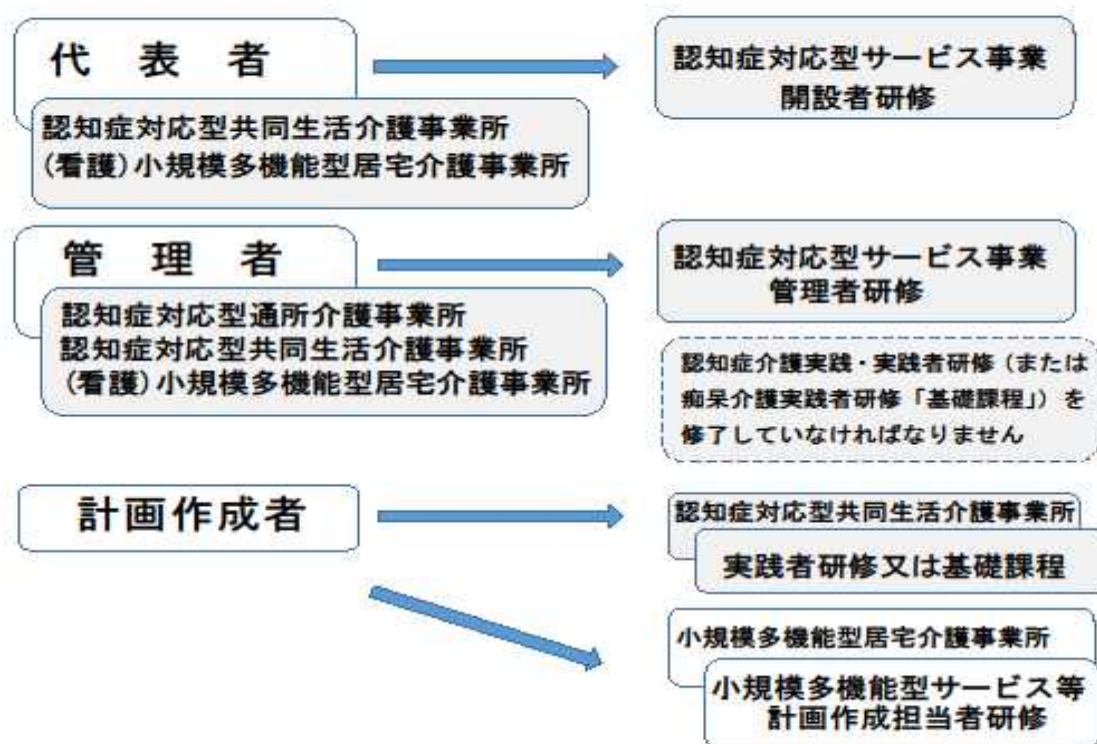 代 表 者
認知症対応型サービス事業
開設者研修
認知症対応型共同生活介護事業所
(看護)小規模多機能型居宅介護事業所
管 理 者
認知症対応型サービス事業
管理者研修
認知症対応型通所介護事業所
認知症対応型共同生活介護事業所
(看護)小規模多機能型居宅介護事業所
認知症介護実践・実践者研修(または
痴呆介護実践者研修「基礎課程」)を
修了していなければなりません
計画作成者
認知症対応型共同生活介護事業所
実践者研修又は基礎課程
小規模多機能型居宅介護事業所
小規模多機能型サービス等
計画作成担当者研修